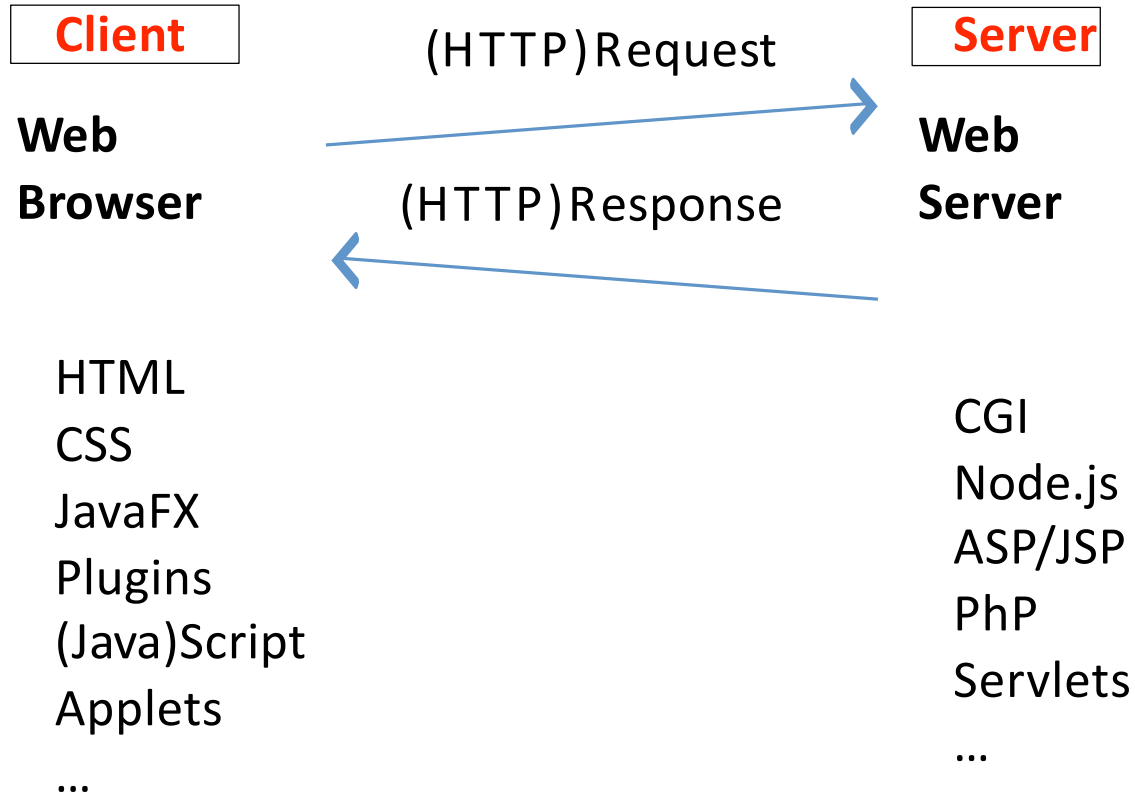 Client
(HTTP)Request
Server
Web
Browser
(HTTP)Response
Web
Server
HTML
CSS
JavaFX
Plugins
(Java)Script
Applets
...
CGI
Node.js
ASP/JSP
PhP
Servlets
...